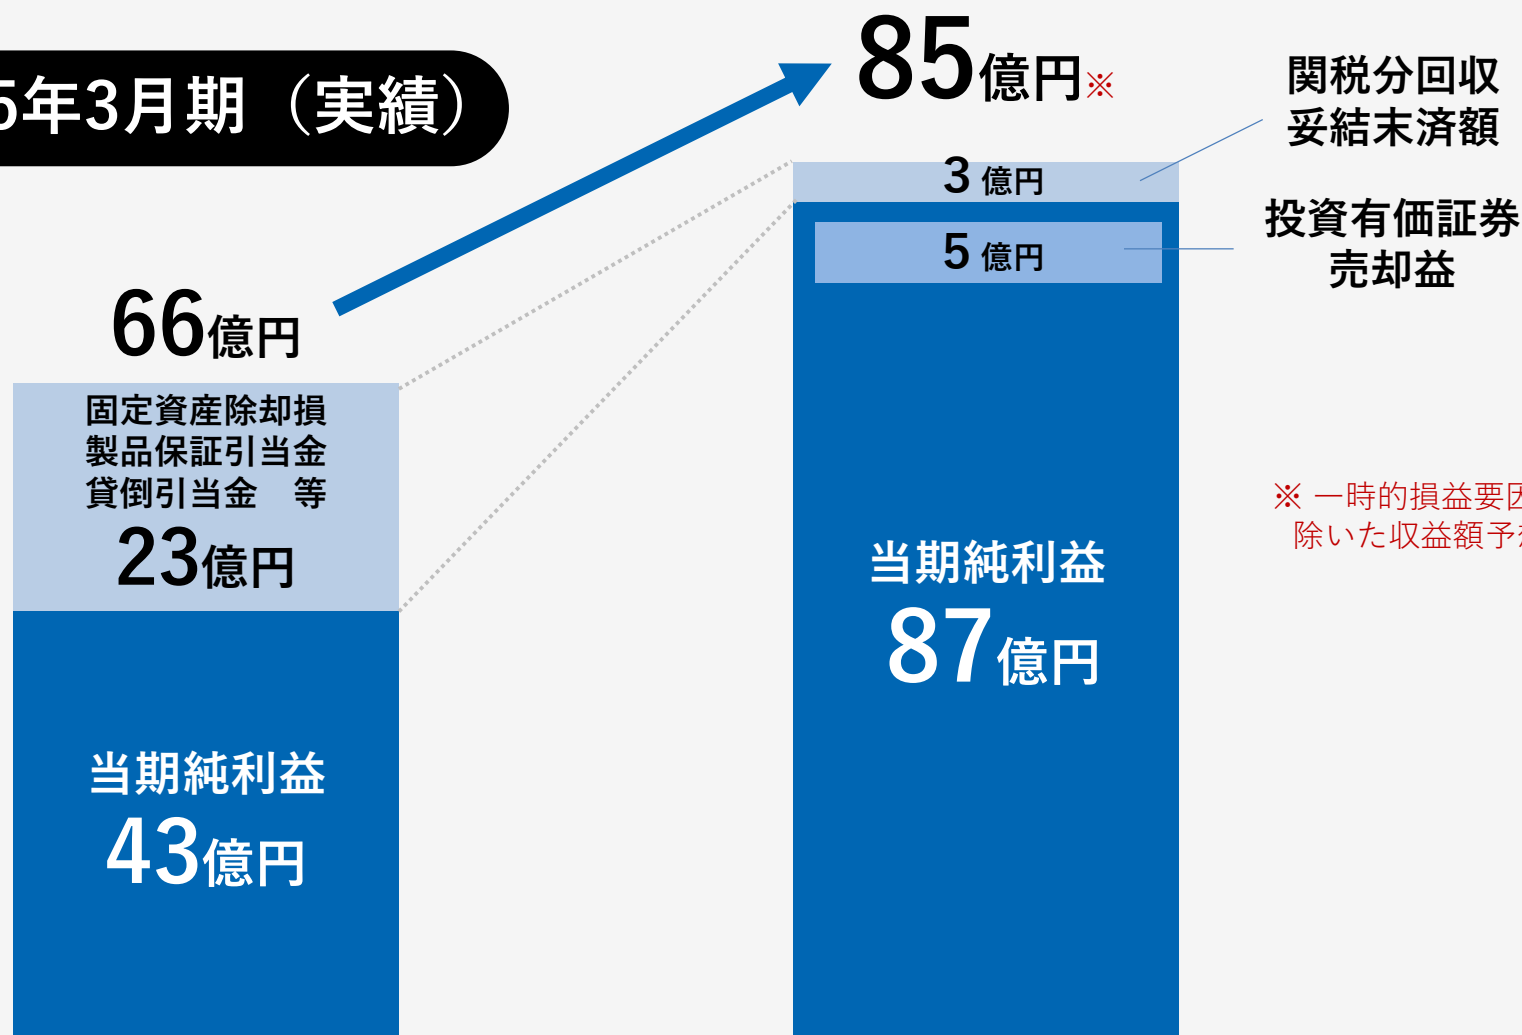 5年3月期（実績）
85億円※
関税分回収
妥結末済額
3 億円
投資有価証券
売却益
5 億円
66億円
固定資産除却損
製品保証引当金
貸倒引当金　等
23億円
※ 一時的損益要因
除いた収益額予想
当期純利益
87億円
当期純利益
43億円